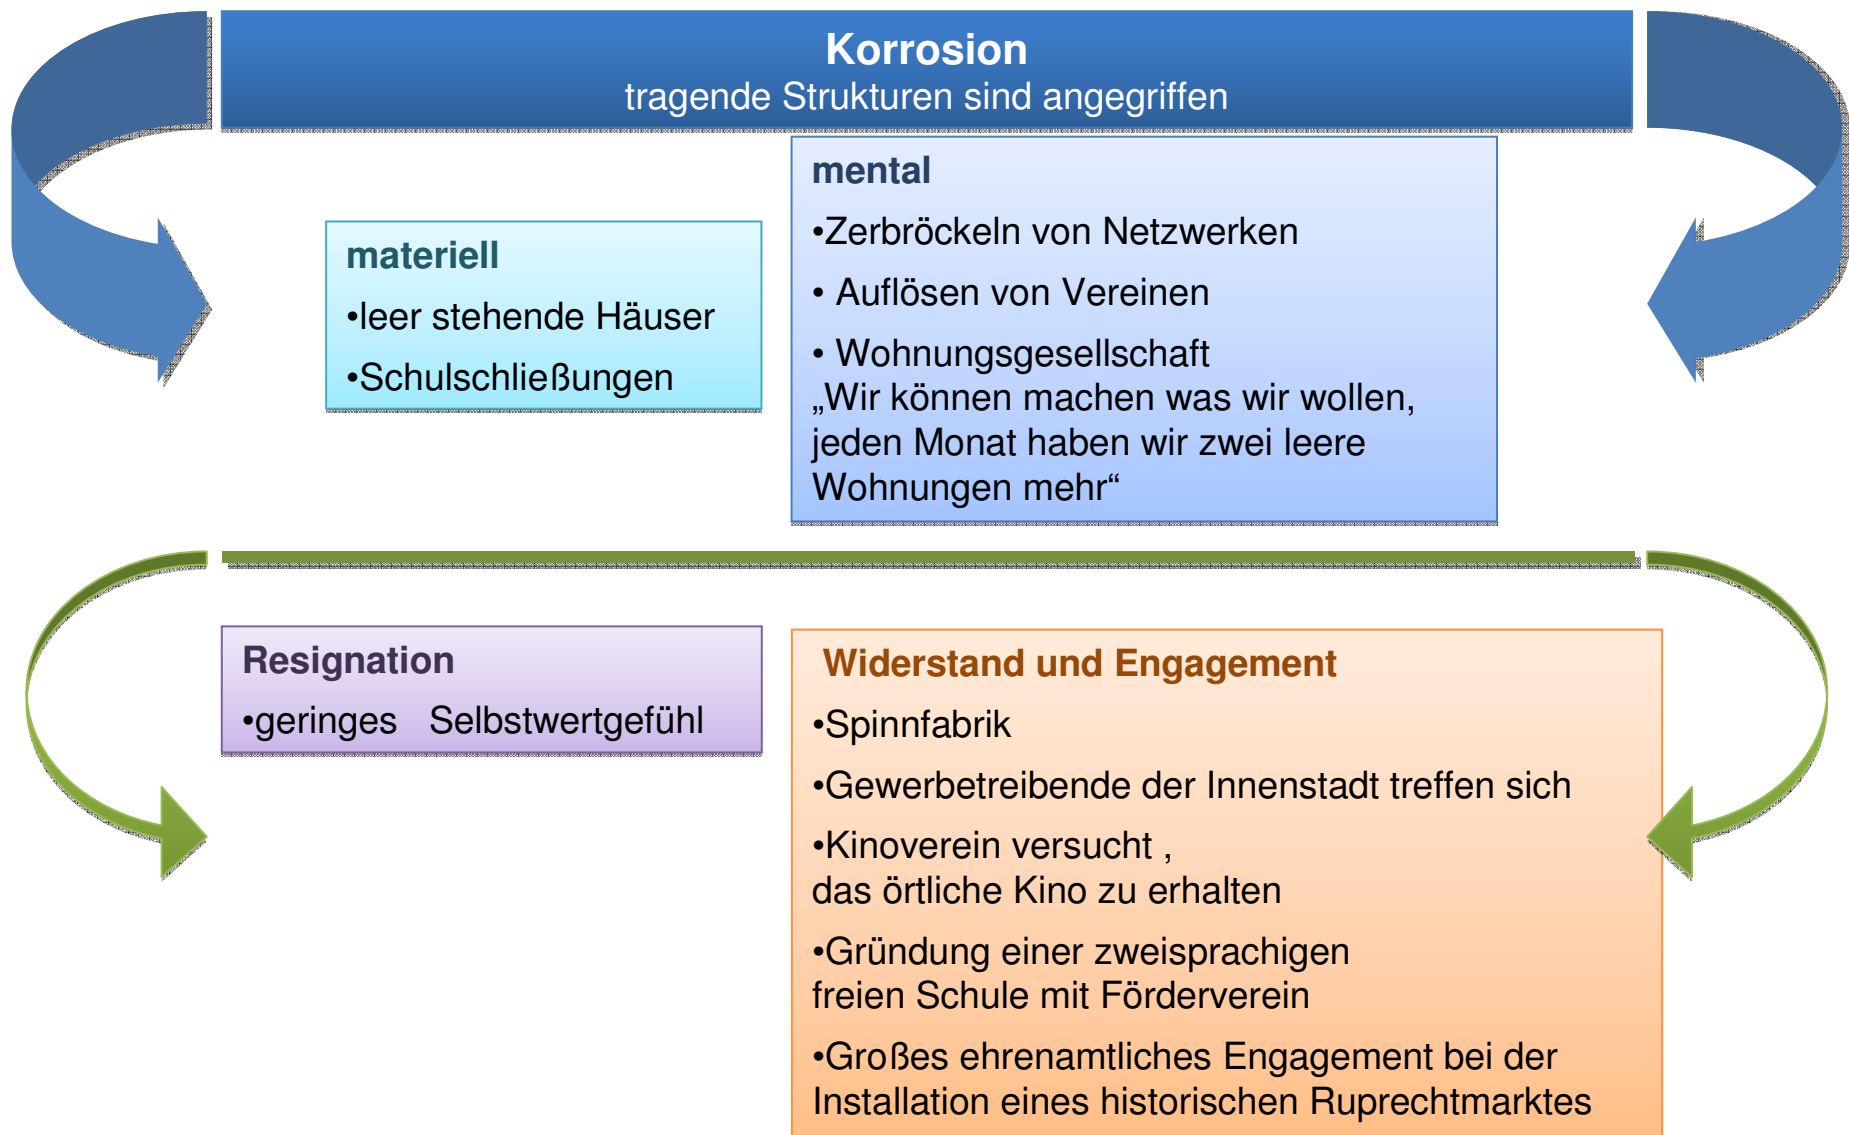 Korrosion
tragende Strukturen sind angegriffen
materiell
•leer stehende Häuser
•Schulschließungen
mental
•Zerbröckeln von Netzwerken
• Auflösen von Vereinen
• Wohnungsgesellschaft
„Wir können machen was wir wollen,
jeden Monat haben wir zwei leere
Wohnungen mehr“
Resignation
•geringes Selbstwertgefühl
Widerstand und Engagement
•Spinnfabrik
•Gewerbetreibende der Innenstadt treffen sich
•Kinoverein versucht ,
das örtliche Kino zu erhalten
•Gründung einer zweisprachigen
freien Schule mit Förderverein
•Großes ehrenamtliches Engagement bei der
Installation eines historischen Ruprechtmarktes